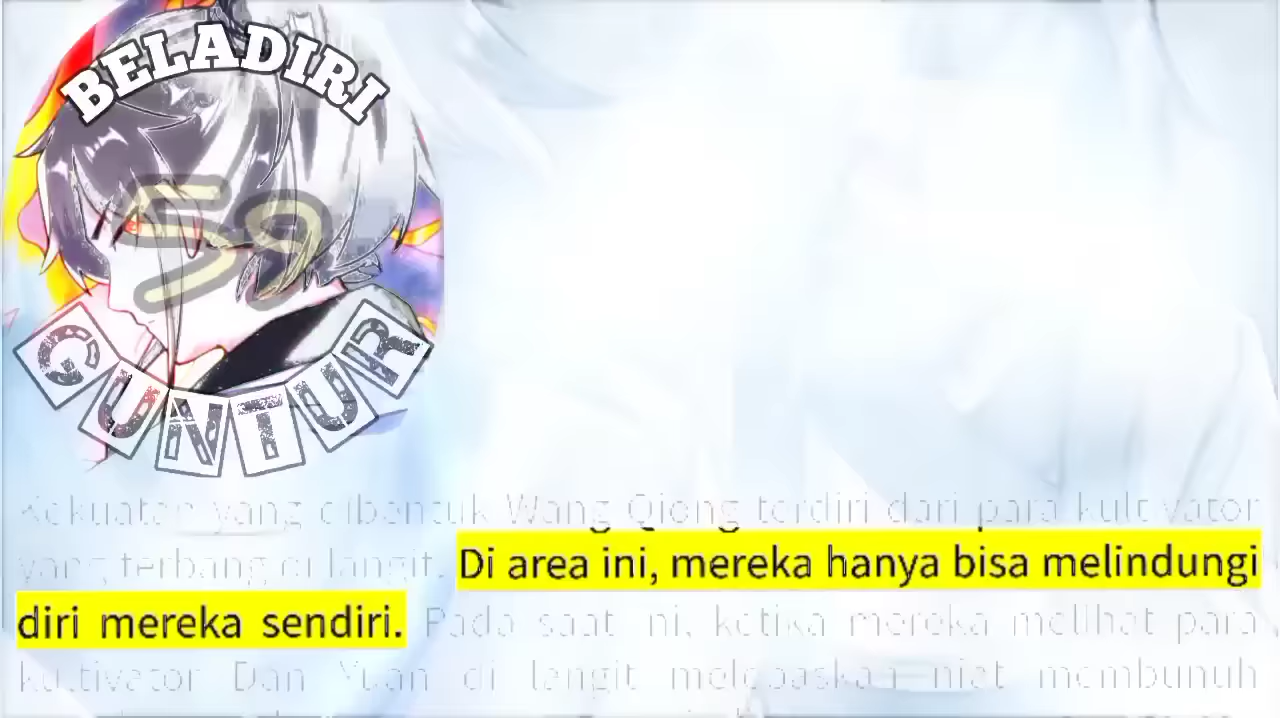 BELADIRI
59
GUNTUR
Kekuatan yang dibentuk Wang Qiong terdiri dari para kultivator
yang terbang di langit. Di area ini, mereka hanya bisa melindungi
diri mereka sendiri. Pada saat ini, ketika mereka melihat para
kultivator Dan Yuan di langit melepaskan niat membunuh